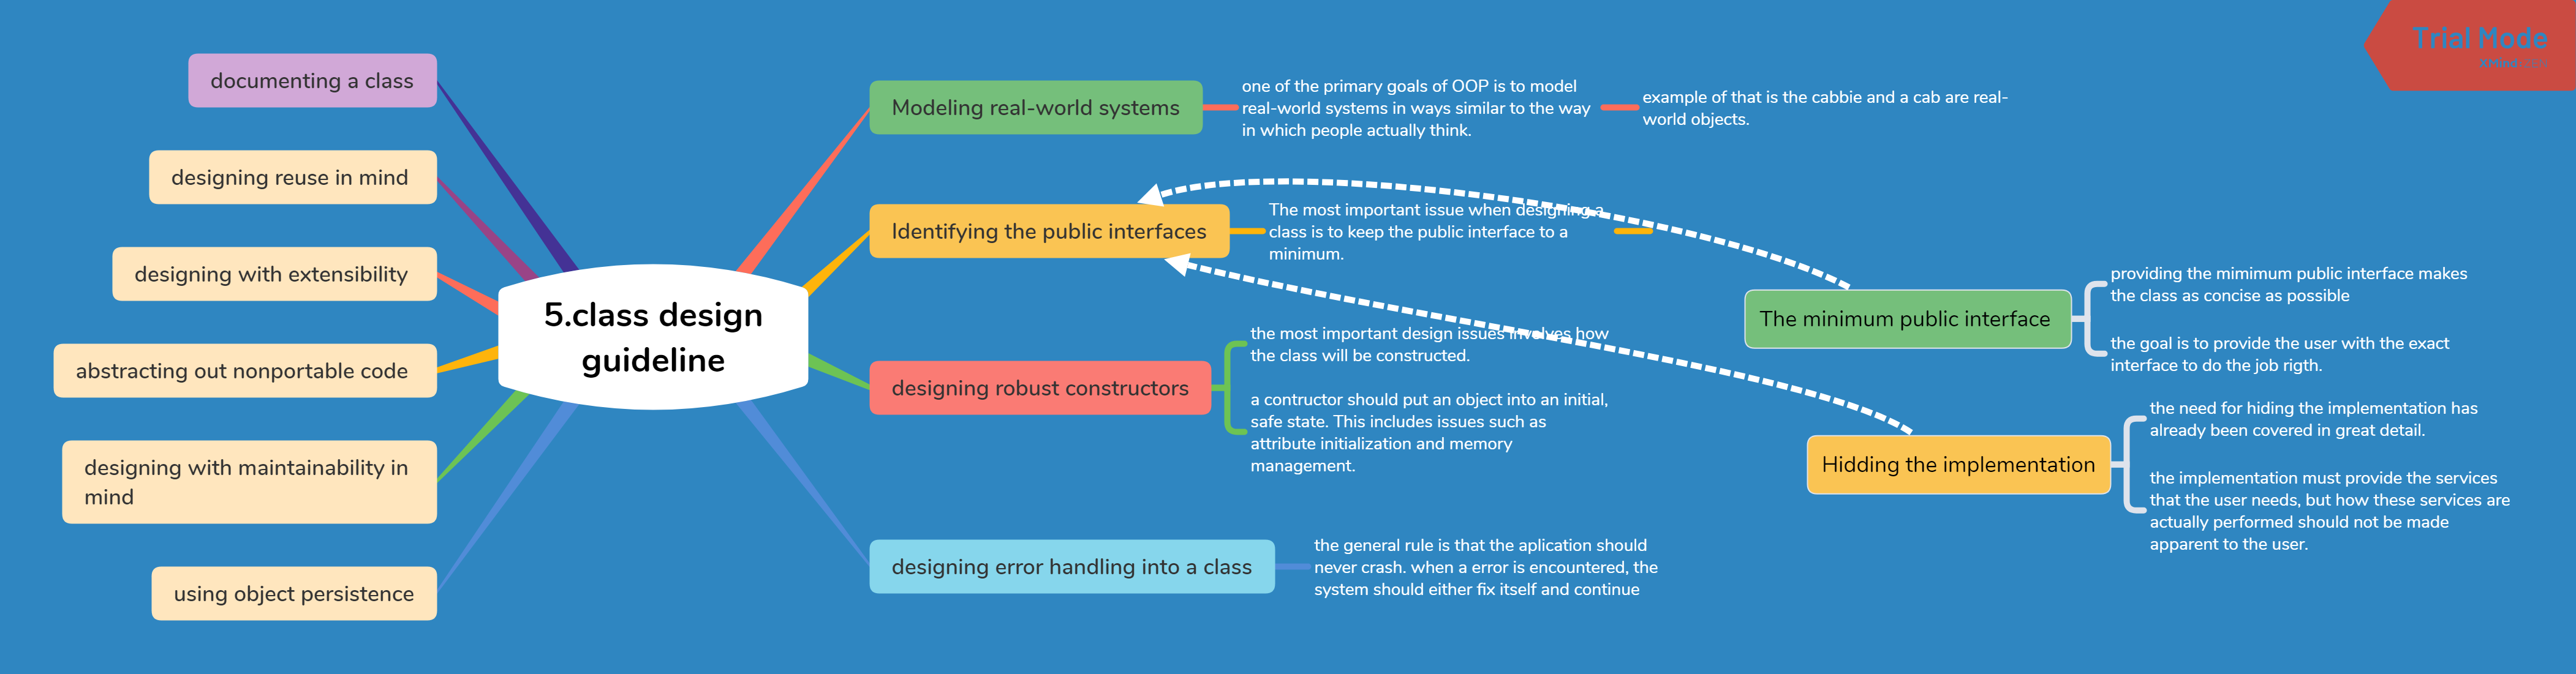 Trial Mode
XMind:ZEN
documenting a class
designing reuse in mind
designing with extensibility
abstracting out nonportable code
designing with maintainability in
mind
using object persistence
5.class design
guideline
Modeling real-world systems
one of the primary goals of OOP is to model
real-world systems in ways similar to the way
in which people actually think.
example of that is the cabbie and a cab are real-
world objects.
Identifying the public interfaces
The most important issue when designing a
class is to keep the public interface to a
minimum.
designing robust constructors
the most important design issues involves how
the class will be constructed.
a contructor should put an object into an initial,
safe state. This includes issues such as
attribute initialization and memory
management.
designing error handling into a class
the general rule is that the aplication should
never crash. when a error is encountered, the
system should either fix itself and continue
The minimum public interface
providing the mimimum public interface makes
the class as concise as possible
the goal is to provide the user with the exact
interface to do the job rigth.
Hidding the implementation
the need for hiding the implementation has
already been covered in great detail.
the implementation must provide the services
that the user needs, but how these services are
actually performed should not be made
apparent to the user.